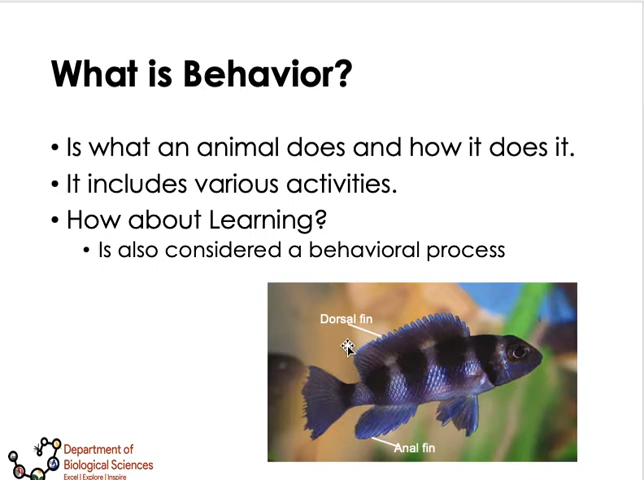 What is Behavior?
• Is what an animal does and how it does it.
• It includes various activities.
• How about Learning?
• Is also considered a behavioral process
Dorsal fin
Anal fin
Department of
Biological Sciences
Excel | Explore | Inspire